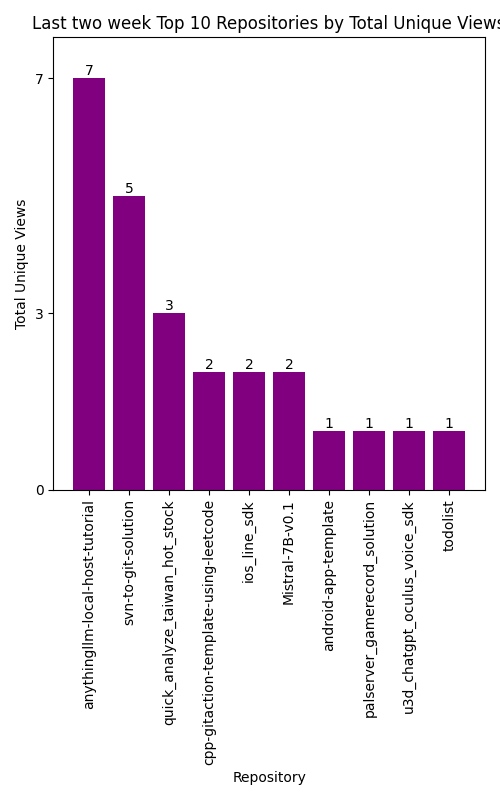 Last two week Top 10 Repositories by Total Unique Views
Total Unique Views
7
3
0
7
5
3
2
2
2
1
1
1
1
anythingllm-local-host-tutorial
svn-to-git-solution
quick_analyze_taiwan_hot_stock
cpp-gitaction-template-using-leetcode
ios_line_sdk
Mistral-7B-v0.1
android-app-template
palserver_gamerecord_solution
u3d_chatgpt_oculus_voice_sdk
todolist
Repository